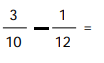 3/10 − 1/12 =